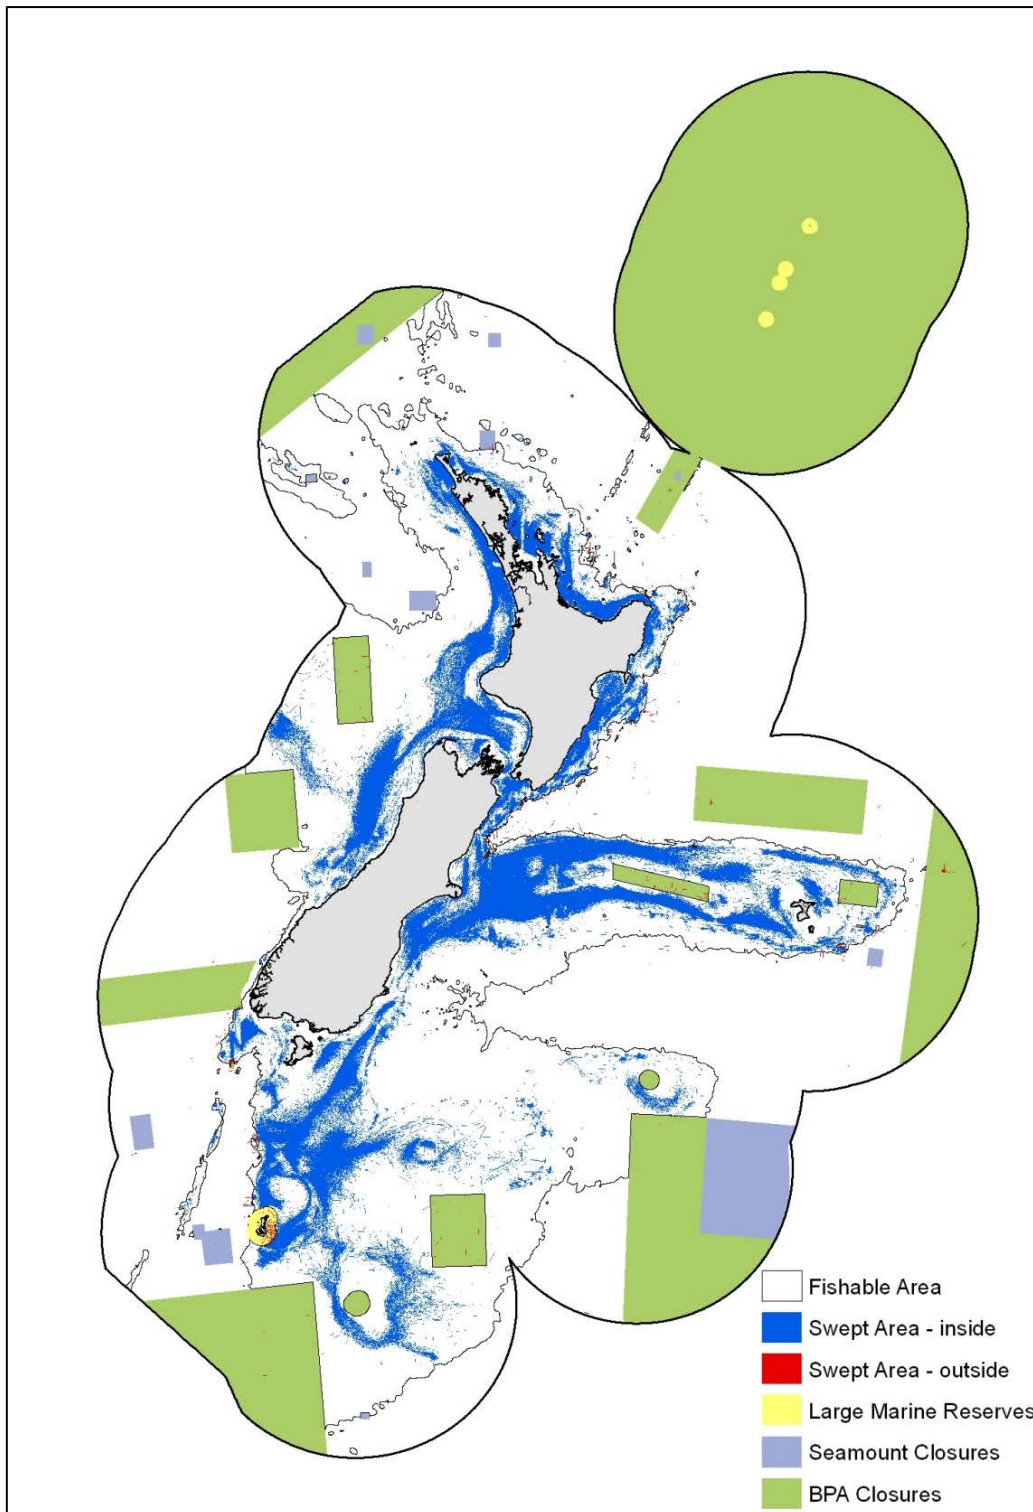 Fishable Area
Swept Area - inside
Swept Area - outside
Large Marine Reserves
Seamount Closures
BPA Closures